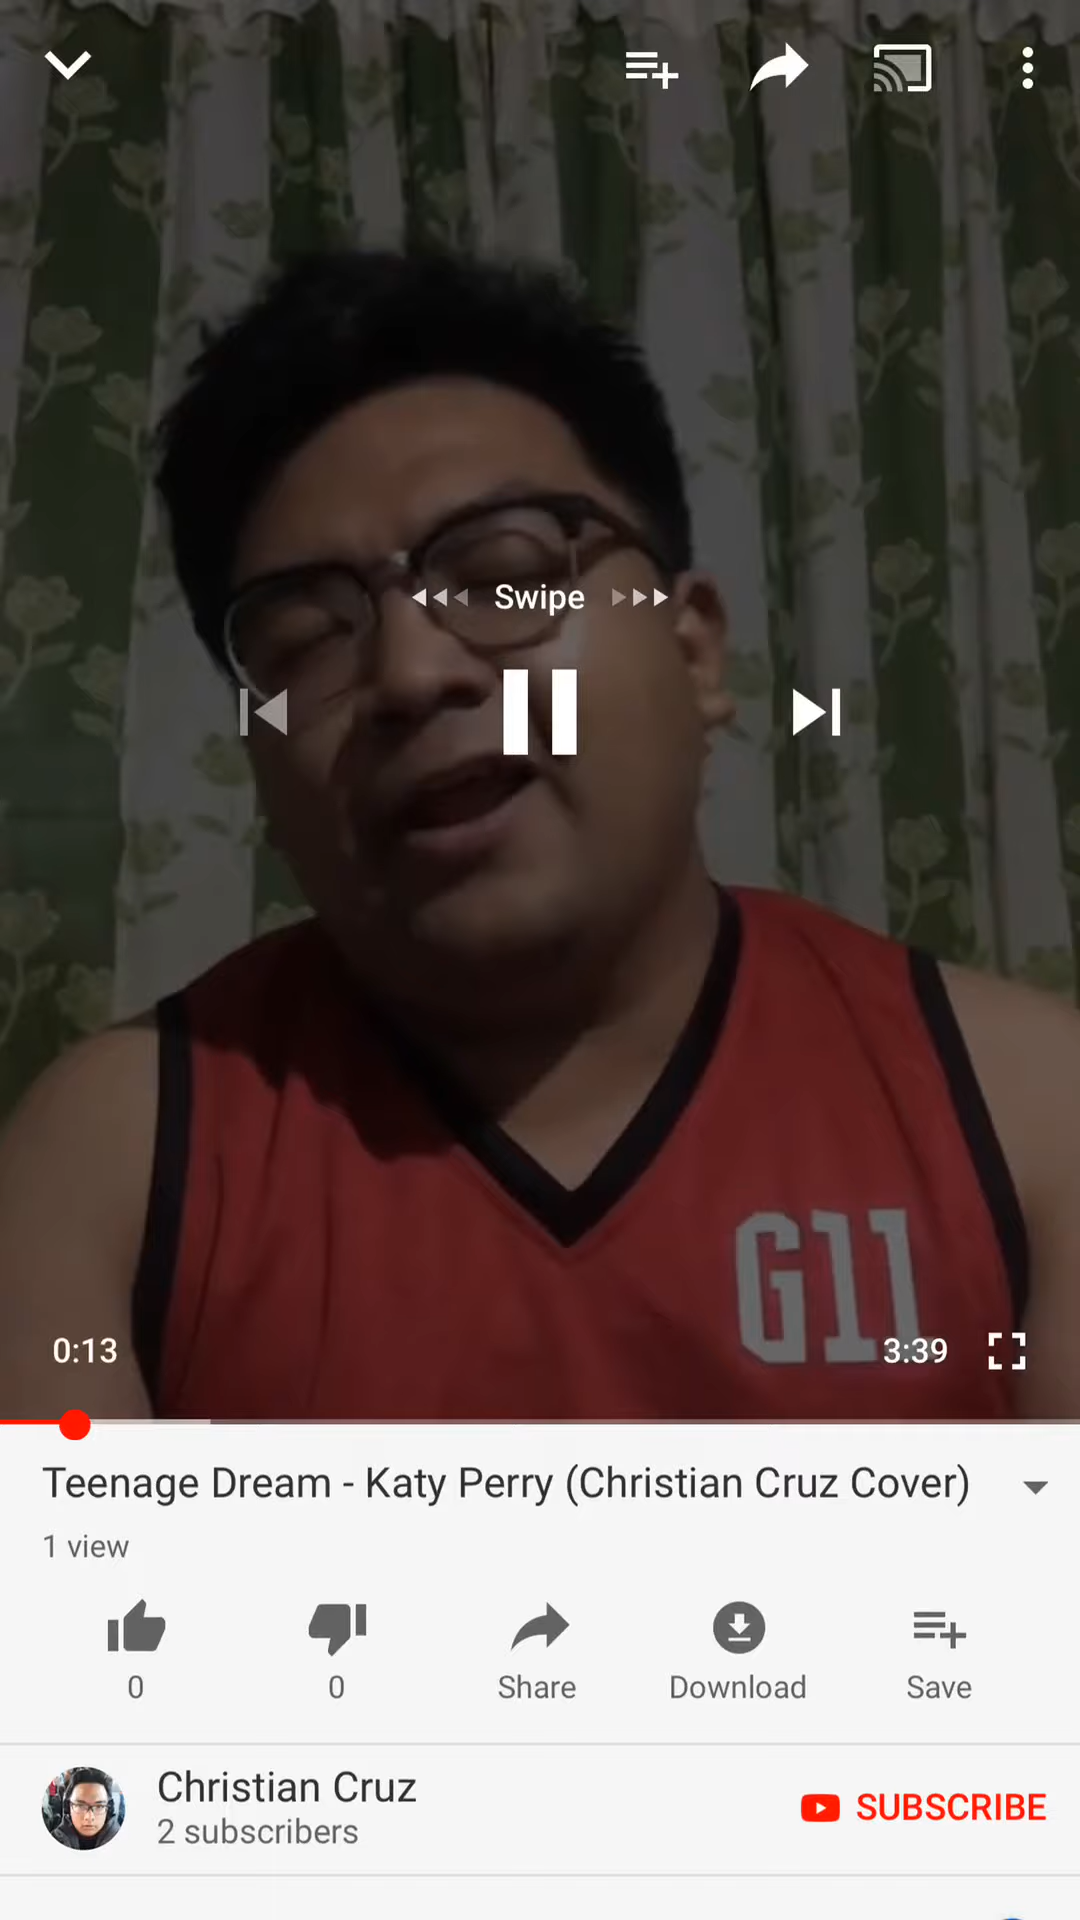 Swipe
G11
0:13
3:39
Teenage Dream - Katy Perry (Christian Cruz Cover)
1 view
0
0
Share
Download
Save
Christian Cruz
2 subscribers
SUBSCRIBE